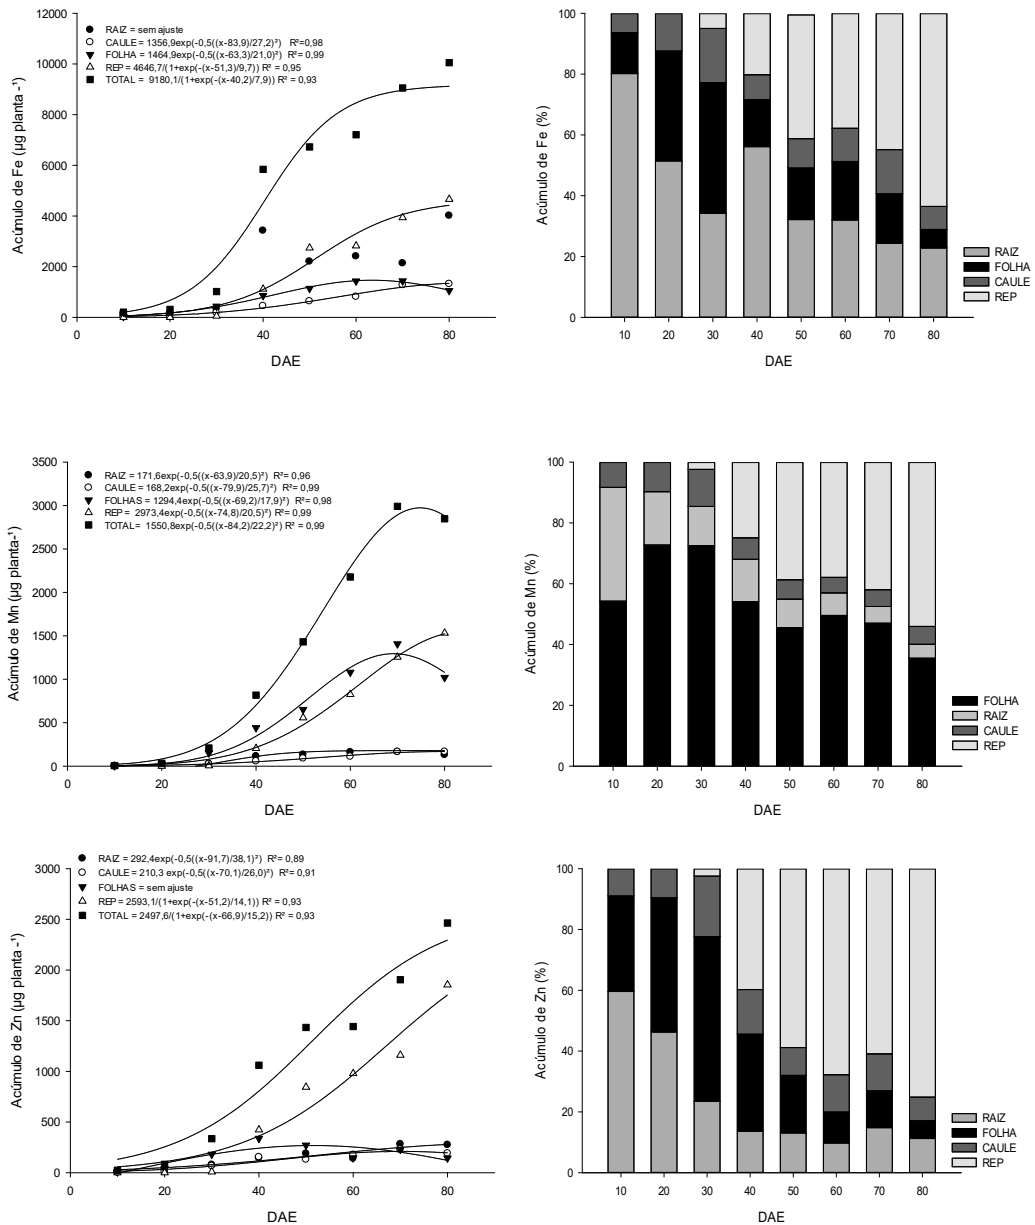 12000
10000
8000
6000
4000
2000
0
Acúmulo de Fe (µg planta -¹)
RAIZ = sem ajuste
CAULE = 1356,9exp(-0,5((x-83,9)/27,2)²) R²=0,98
FOLHA = 1464,9exp(-0,5((x-63,3)/21,0)²) R² = 0,99
REP = 4646,7/(1+exp(-(x-51,3)/9,7)) R² = 0,95
TOTAL = 9180,1/(1+exp(-(x-40,2)/7,9)) R² = 0,93
0 20 40 60 80
DAE
100
80
60
40
20
0
Acúmulo de Fe (%)
10 20 30 40 50 60 70 80
DAE
RAIZ
FOLHA
CAULE
REP
3500
3000
2500
2000
1500
1000
500
0
Acúmulo de Mn (µg planta-¹)
RAIZ = 171,6exp(-0,5((x-63,9)/20,5)²) R²= 0,96
CAULE = 168,2exp(-0,5((x-79,9)/25,7)²) R²= 0,99
FOLHAS = 1294,4exp(-0,5((x-69,2)/17,9)²) R²= 0,98
REP = 2973,4exp(-0,5((x-74,8)/20,5)²) R²= 0,99
TOTAL= 1550,8exp(-0,5((x-84,2)/22,2)²) R²= 0,99
0 20 40 60 80
DAE
100
80
60
40
20
0
Acúmulo de Mn (%)
10 20 30 40 50 60 70 80
DAE
FOLHA
RAIZ
CAULE
REP
3000
2500
2000
1500
1000
500
0
Acúmulo de Zn (µg planta -¹)
RAIZ = 292,4exp(-0,5((x-91,7)/38,1)²) R²= 0,89
CAULE = 210,3 exp(-0,5((x-70,1)/26,0)²) R²= 0,91
FOLHAS = sem ajuste
REP = 2593,1/(1+exp(-(x-51,2)/14,1)) R² = 0,93
TOTAL = 2497,6/(1+exp(-(x-66,9)/15,2)) R² = 0,93
0 20 40 60 80
DAE
100
80
60
40
20
0
Acúmulo de Zn (%)
10 20 30 40 50 60 70 80
DAE
RAIZ
FOLHA
CAULE
REP